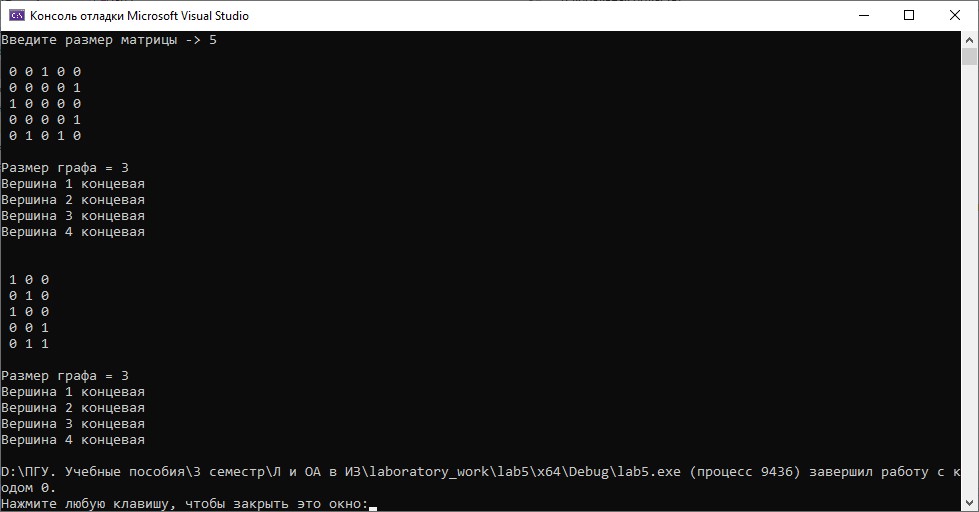 Консоль отладки Microsoft Visual Studio
Введите размер матрицы -> 5
0 0 1 0 0
0 0 0 0 1
1 0 0 0 0
0 0 0 0 1
0 1 0 1 0
Размер графа = 3
Вершина 1 концевая
Вершина 2 концевая
Вершина 3 концевая
Вершина 4 концевая
1 0 0
0 1 0
1 0 0
0 0 1
0 1 1
Размер графа = 3
Вершина 1 концевая
Вершина 2 концевая
Вершина 3 концевая
Вершина 4 концевая
D:\ПГУ. Учебные пособия\3 семестр\Л и ОА в ИЗ\laboratory_work\lab5\x64\Debug\lab5.exe (процесс 9436) завершил работу с к
одом 0.
Нажмите любую клавишу, чтобы закрыть это окно: